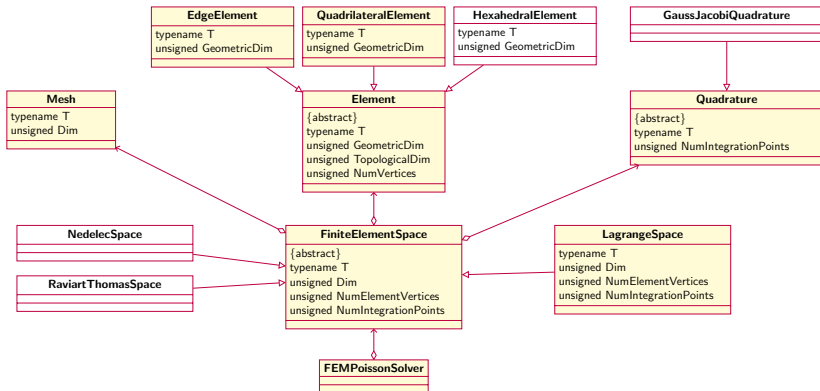 EdgeElement
typename T
unsigned GeometricDim
QuadrilateralElement
typename T
unsigned GeometricDim
HexahedralElement
typename T
unsigned GeometricDim
GaussJacobiQuadrature
Mesh
typename T
unsigned Dim
Element
{abstract}
typename T
unsigned GeometricDim
unsigned TopologicalDim
unsigned NumVertices
Quadrature
{abstract}
typename T
unsigned NumIntegrationPoints
NedelecSpace
RaviartThomasSpace
FiniteElementSpace
{abstract}
typename T
unsigned Dim
unsigned NumElementVertices
unsigned NumIntegrationPoints
LagrangeSpace
typename T
unsigned Dim
unsigned NumElementVertices
unsigned NumIntegrationPoints
FEMPoissonSolver